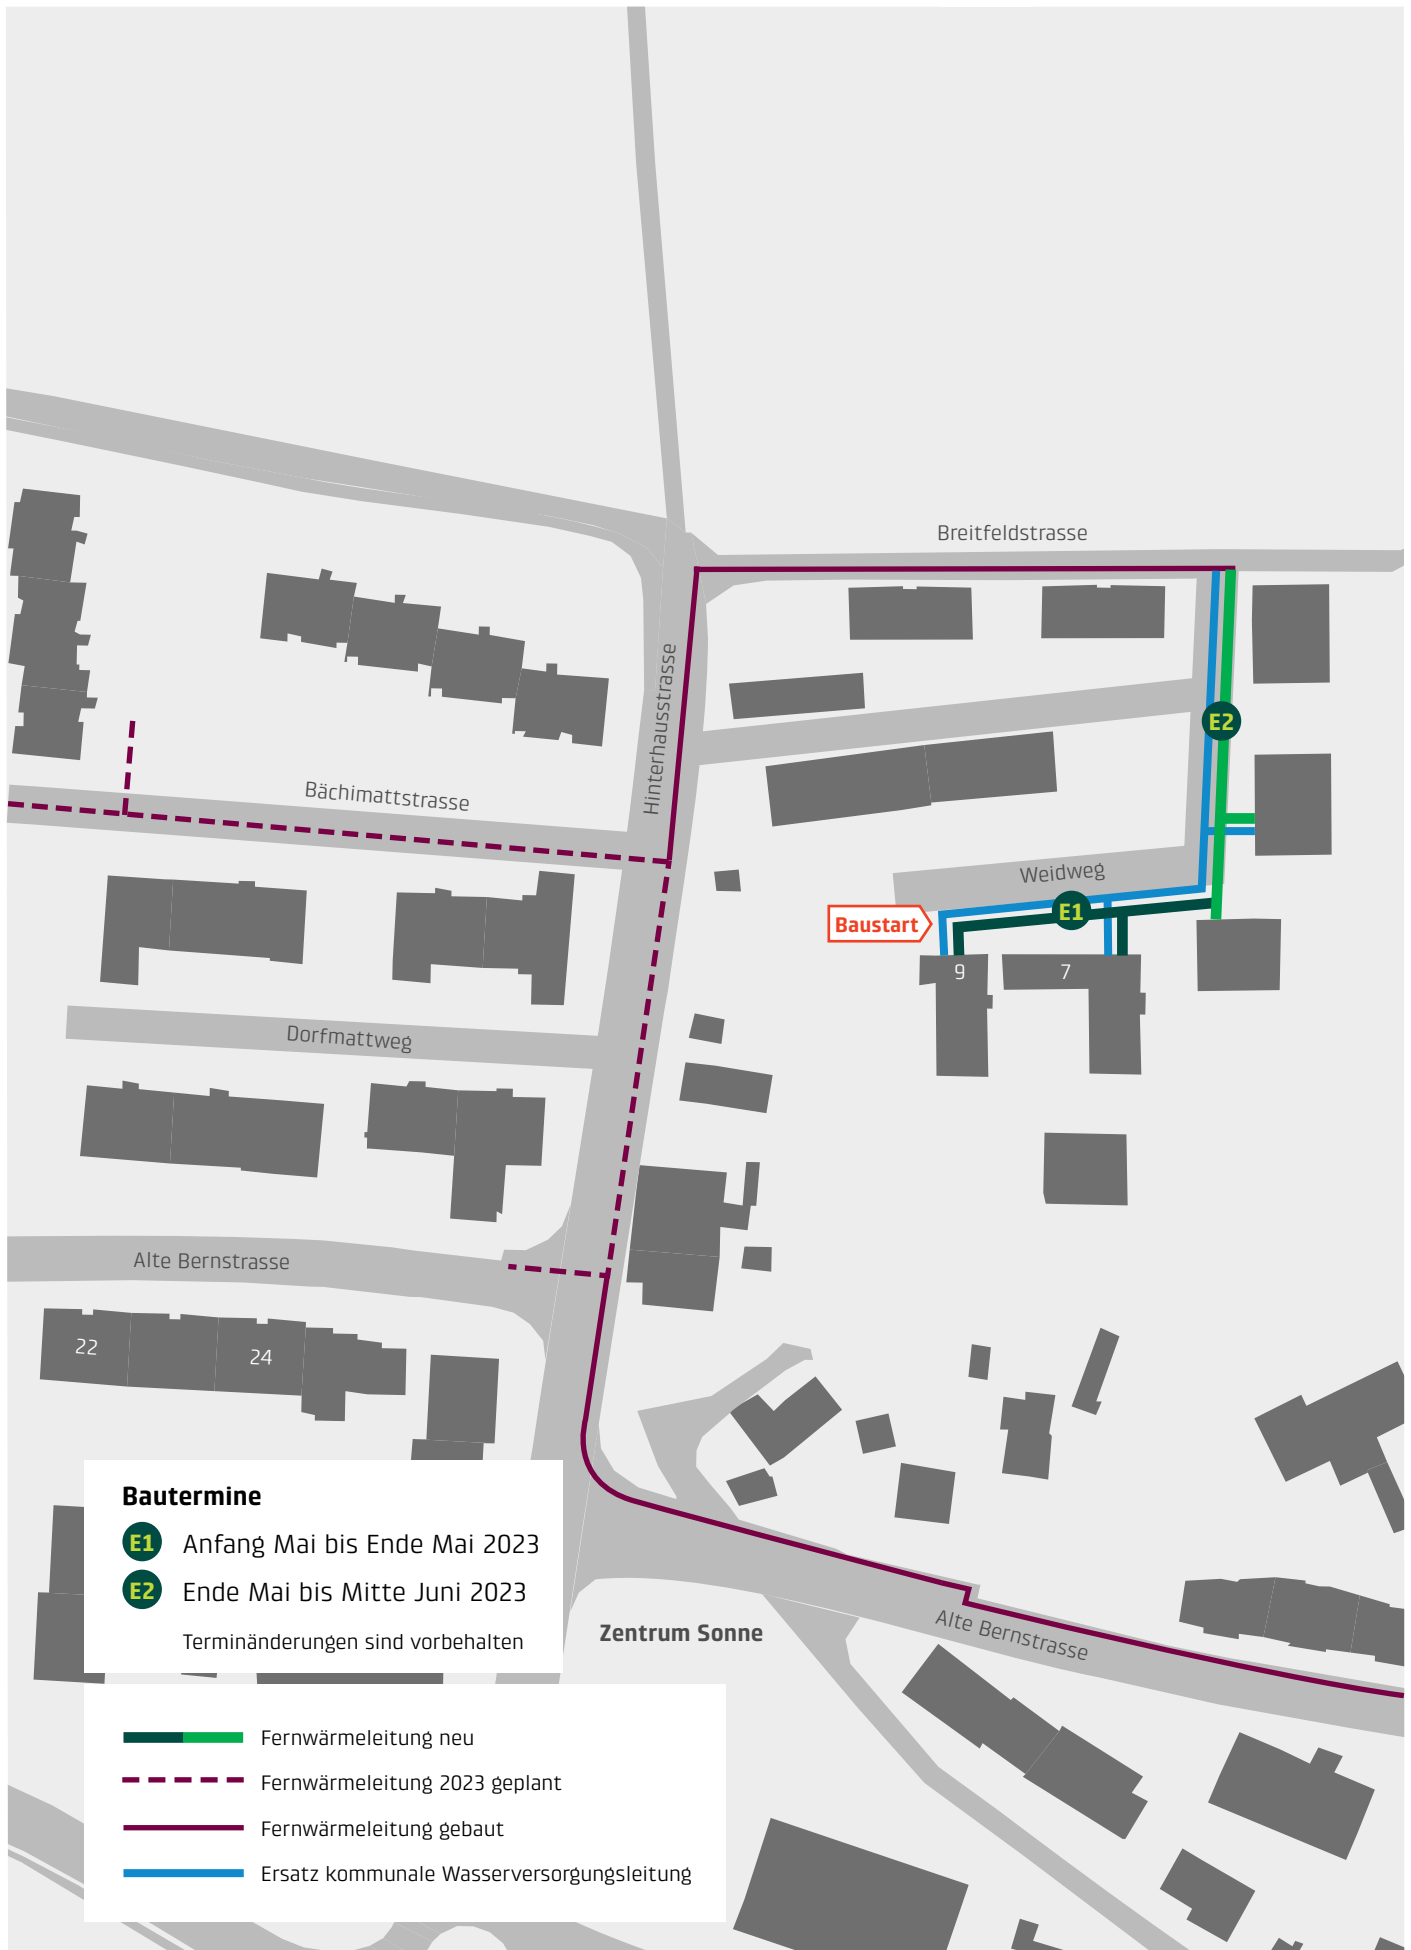 Breitfeldstrasse
Hinterhausstrasse
E2
Bächimattstrasse
Weidweg
E1
Baustart
9
7
Dorfmattweg
Alte Bernstrasse
22
24
Bautermine
E1 Anfang Mai bis Ende Mai 2023
E2 Ende Mai bis Mitte Juni 2023
Terminänderungen sind vorbehalten
Zentrum Sonne
Alte Bernstrasse
Fernwärmeleitung neu
Fernwärmeleitung 2023 geplant
Fernwärmeleitung gebaut
Ersatz kommunale Wasserversorgungsleitung